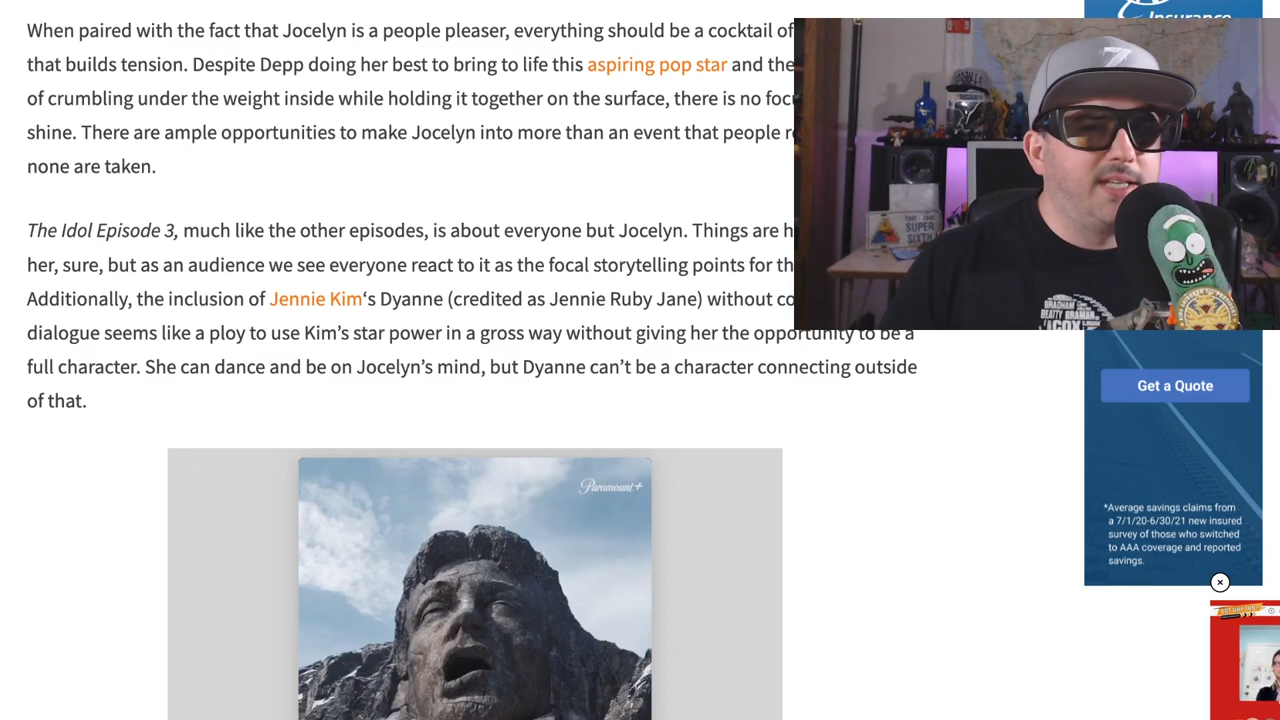 When paired with the fact that Jocelyn is a people pleaser, everything should be a cocktail of
that builds tension. Despite Depp doing her best to bring to life this aspiring pop star and the
of crumbling under the weight inside while holding it together on the surface, there is no
shine. There are ample opportunities to make Jocelyn into more than an event that people
none are taken.
The Idol Episode 3, much like the other episodes, is about everyone but Jocelyn. Things are
her, sure, but as an audience we see everyone react to it as the focal storytelling points for
Additionally, the inclusion of Jennie Kim‘s Dyanne (credited as Jennie Ruby Jane) without
dialogue seems like a ploy to use Kim’s star power in a gross way without giving her the opportunity to be a
full character. She can dance and be on Jocelyn’s mind, but Dyanne can’t be a character connecting outside
of that.
Paramount+
Insurance
SUPER
SIXTH
BRADHAM
BEATTY BRAMAN
Get a Quote
*Average savings claims from
a 7/1/20-6/30/21 new insured
survey of those who switched
to AAA coverage and reported
savings.